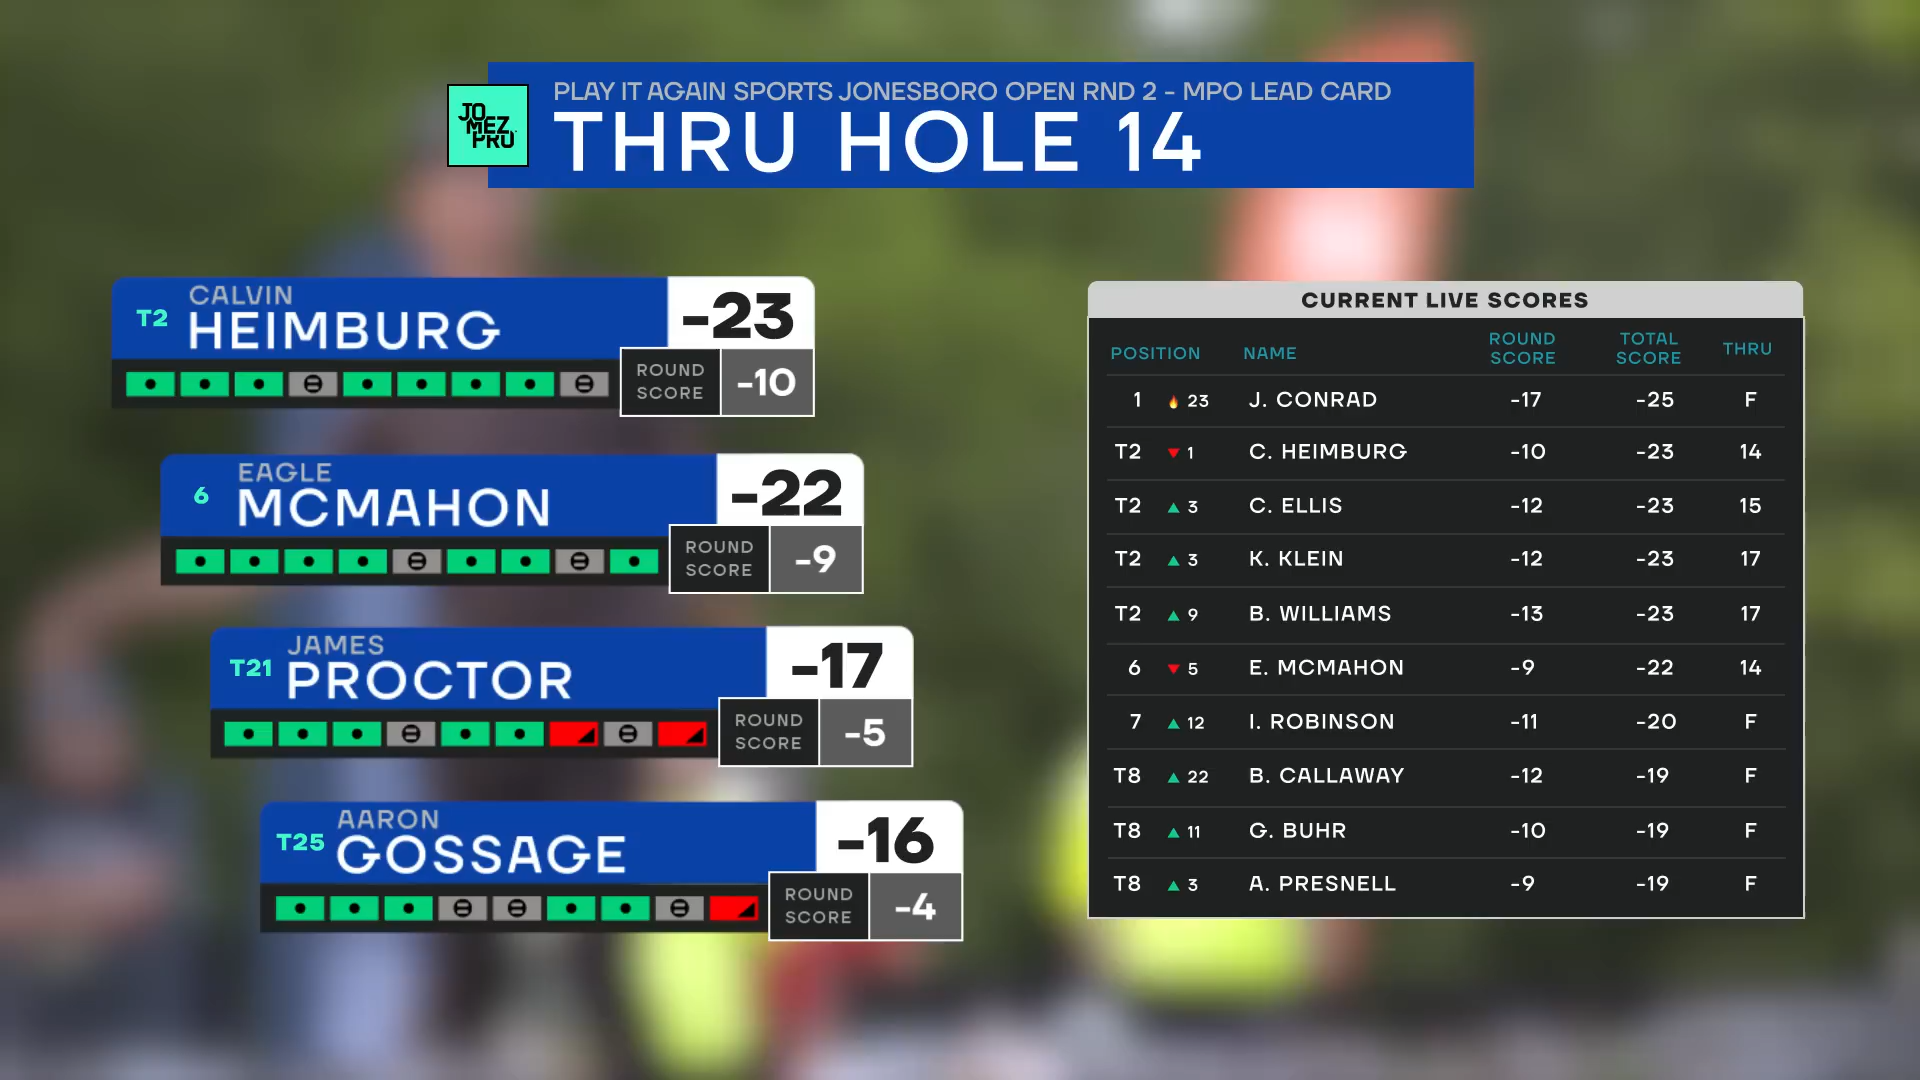 JO
MEZ
PRO
PLAY IT AGAIN SPORTS JONESBORO OPEN RND 2 - MPO LEAD CARD
THRU HOLE 14
T2
CALVIN
HEIMBURG
-23
ROUND
SCORE
-10
6
EAGLE
MCMAHON
-22
ROUND
SCORE
-9
T21
JAMES
PROCTOR
-17
ROUND
SCORE
-5
T25
AARON
GOSSAGE
-16
ROUND
SCORE
-4
CURRENT LIVE SCORES
POSITION NAME ROUND SCORE TOTAL SCORE THRU
1 23 J. CONRAD -17 -25 F
T2 1 C. HEIMBURG -10 -23 14
T2 3 C. ELLIS -12 -23 15
T2 3 K. KLEIN -12 -23 17
T2 9 B. WILLIAMS -13 -23 17
6 5 E. MCMAHON -9 -22 14
7 12 I. ROBINSON -11 -20 F
T8 22 B. CALLAWAY -12 -19 F
T8 11 G. BUHR -10 -19 F
T8 3 A. PRESNELL -9 -19 F